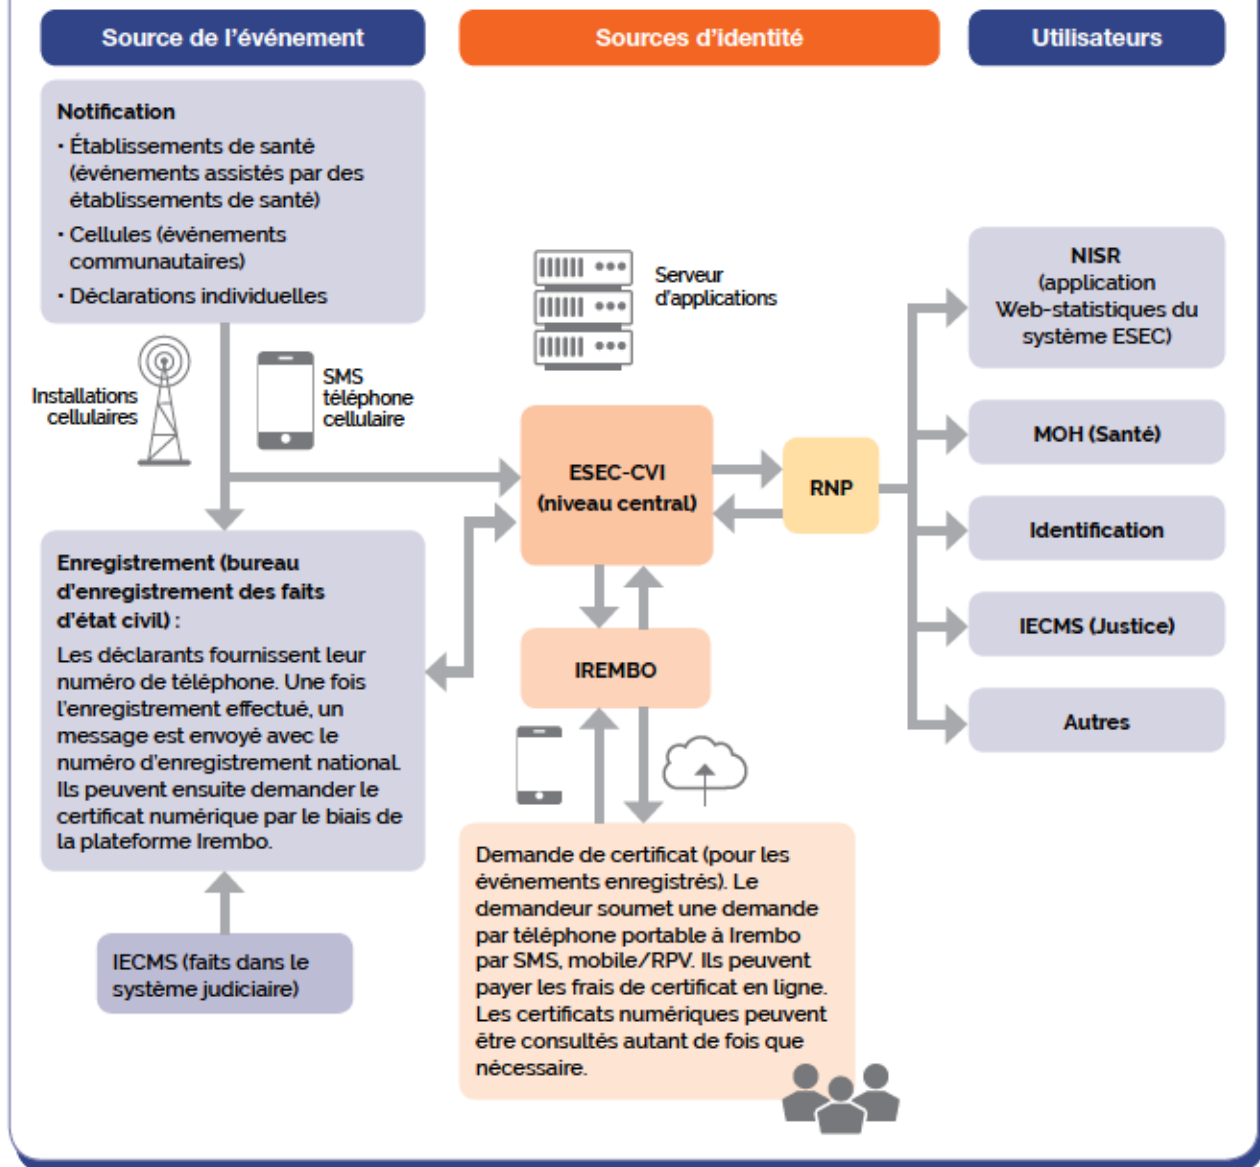 Source de l'événement
Sources d'identité
Utilisateurs
Notification
• Établissements de santé
(événements assistés par des
établissements de santé)
• Cellules (événements
communautaires)
• Déclarations individuelles
Installations
cellulaires
SMS
téléphone
cellulaire
Enregistrement (bureau
d'enregistrement des faits
d'état civil) :
Les déclarants fournissent leur
numéro de téléphone. Une fois
l'enregistrement effectué, un
message est envoyé avec le
numéro d'enregistrement national.
Ils peuvent ensuite demander le
certificat numérique par le biais de
la plateforme Irembo.
IECMS (faits dans le
système judiciaire)
Serveur
d'applications
ESEC-CVI
(niveau central)
RNP
IREMBO
Demande de certificat (pour les
événements enregistrés). Le
demandeur soumet une demande
par téléphone portable à Irembo
par SMS, mobile/RPV. Ils peuvent
payer les frais de certificat en ligne.
Les certificats numériques peuvent
être consultés autant de fois que
nécessaire.
NISR
(application
Web-statistiques du
système ESEC)
MOH (Santé)
Identification
IECMS (Justice)
Autres